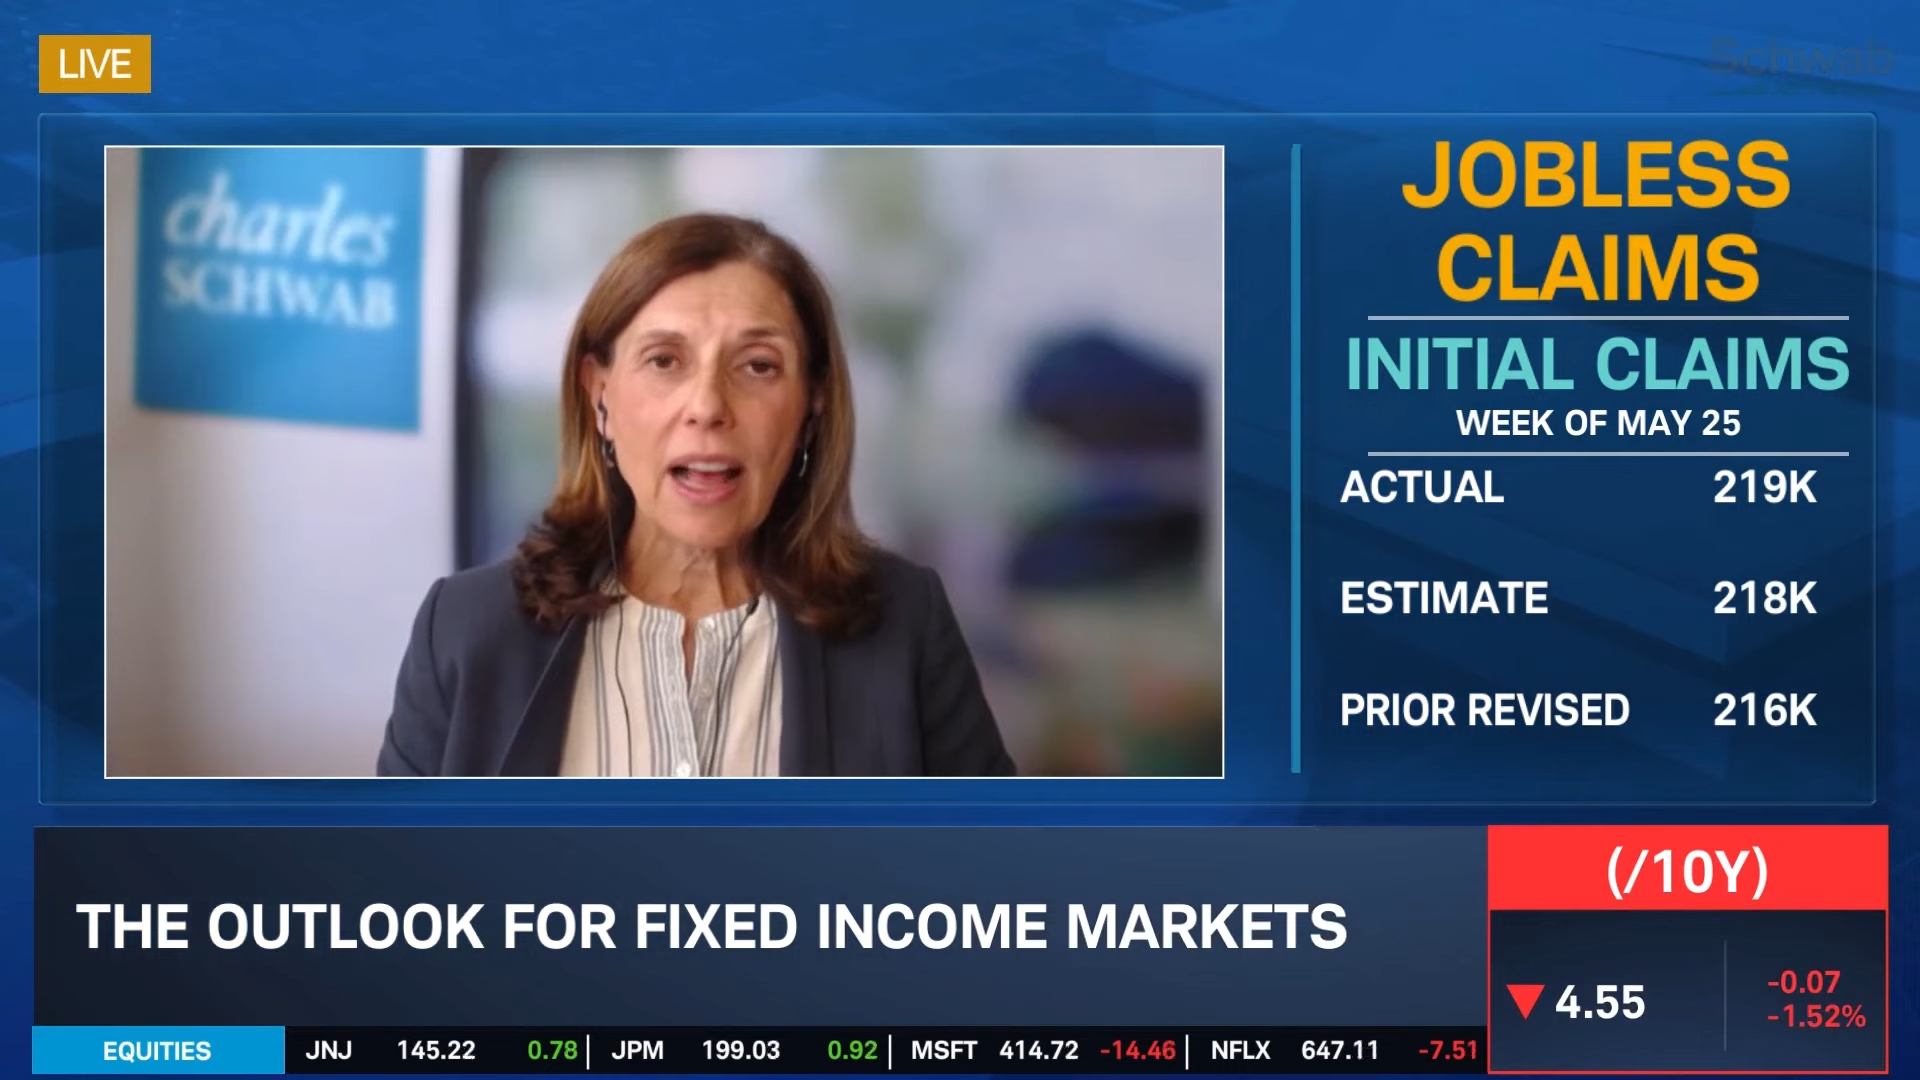 LIVE
Schwab
charles
SCHWAB
JOBLESS
CLAIMS
INITIAL CLAIMS
WEEK OF MAY 25
ACTUAL 219K
ESTIMATE 218K
PRIOR REVISED 216K
THE OUTLOOK FOR FIXED INCOME MARKETS
(/10Y)
4.55
-0.07
-1.52%
EQUITIES JNJ 145.22 0.78 JPM 199.03 0.92 MSFT 414.72 -14.46 NFLX 647.11 -7.51